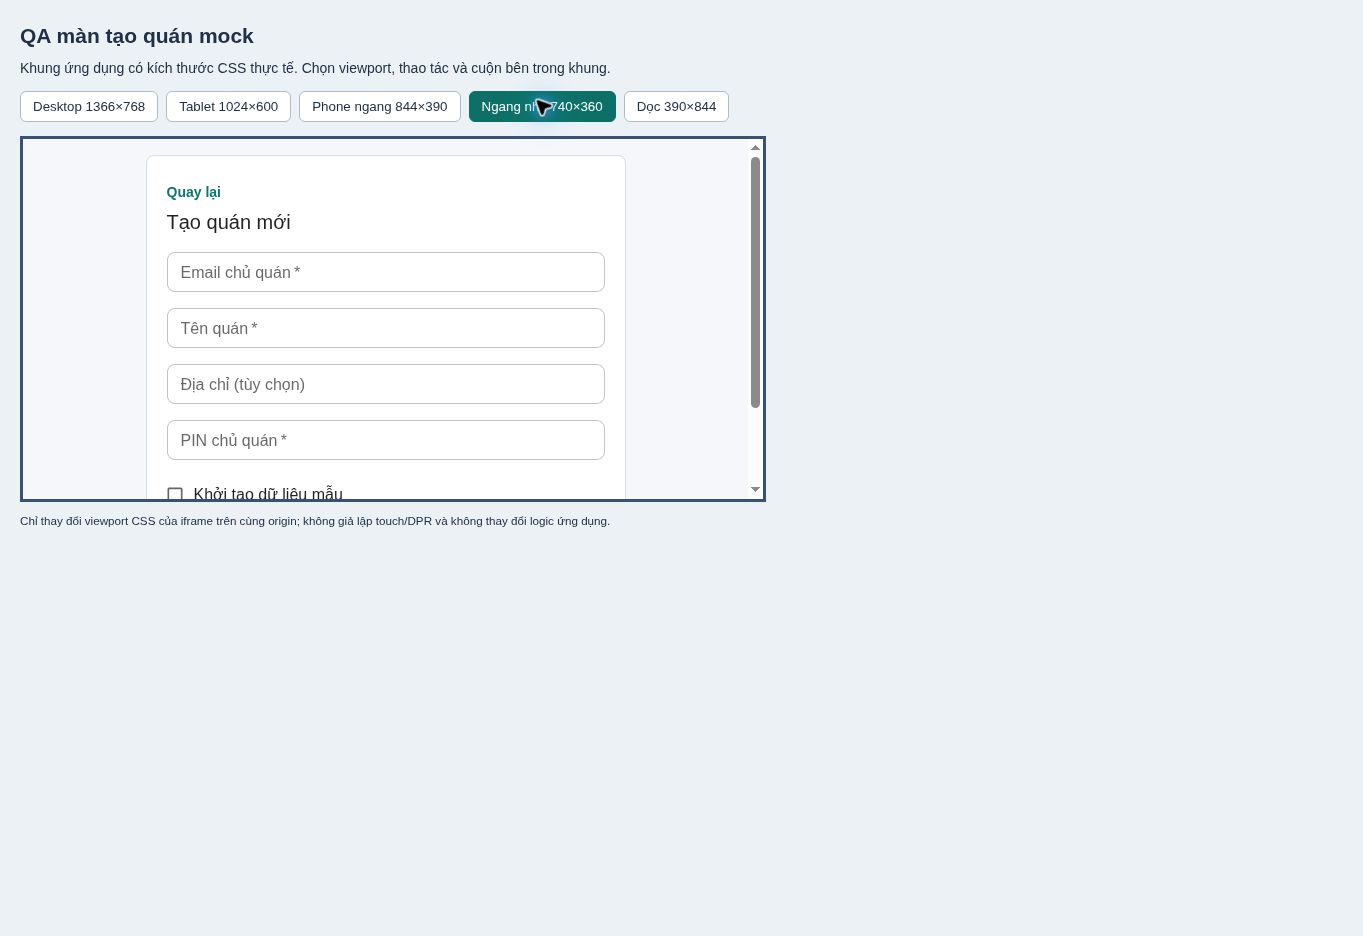 QA màn tạo quán mock
Khung ứng dụng có kích thước CSS thực tế. Chọn viewport, thao tác và cuộn bên trong khung.
Desktop 1366×768
Tablet 1024×600
Phone ngang 844×390
Ngang 740×360
Dọc 390×844
Quay lại
Tạo quán mới
Email chủ quán *
Tên quán *
Địa chỉ (tùy chọn)
PIN chủ quán *
Khởi tạo dữ liệu mẫu
Chỉ thay đổi viewport CSS của iframe trên cùng origin; không giả lập touch/DPR và không thay đổi logic ứng dụng.